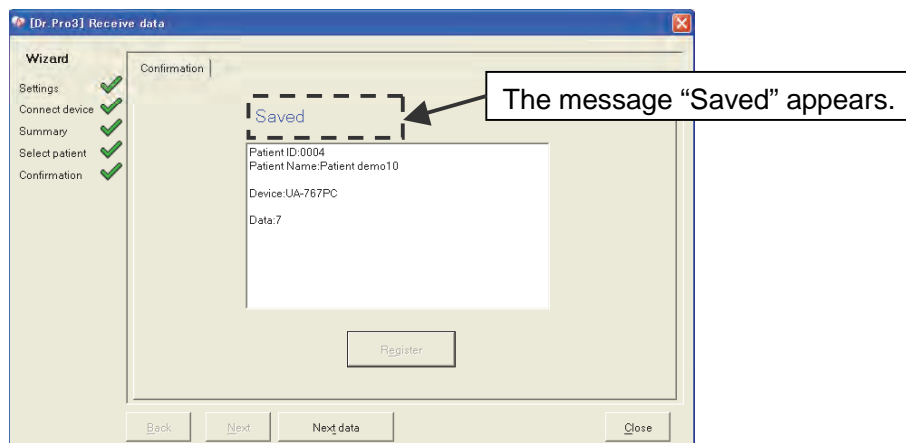 [Dr.Pro3] Receive data
Wizard
Settings
Connect device
Summary
Select patient
Confirmation
Confirmation
The message “Saved” appears.
Saved
Patient ID:0004
Patient Name:Patient demo10
Device:UA-767PC
Data:7
Register
Back Next Next data Close